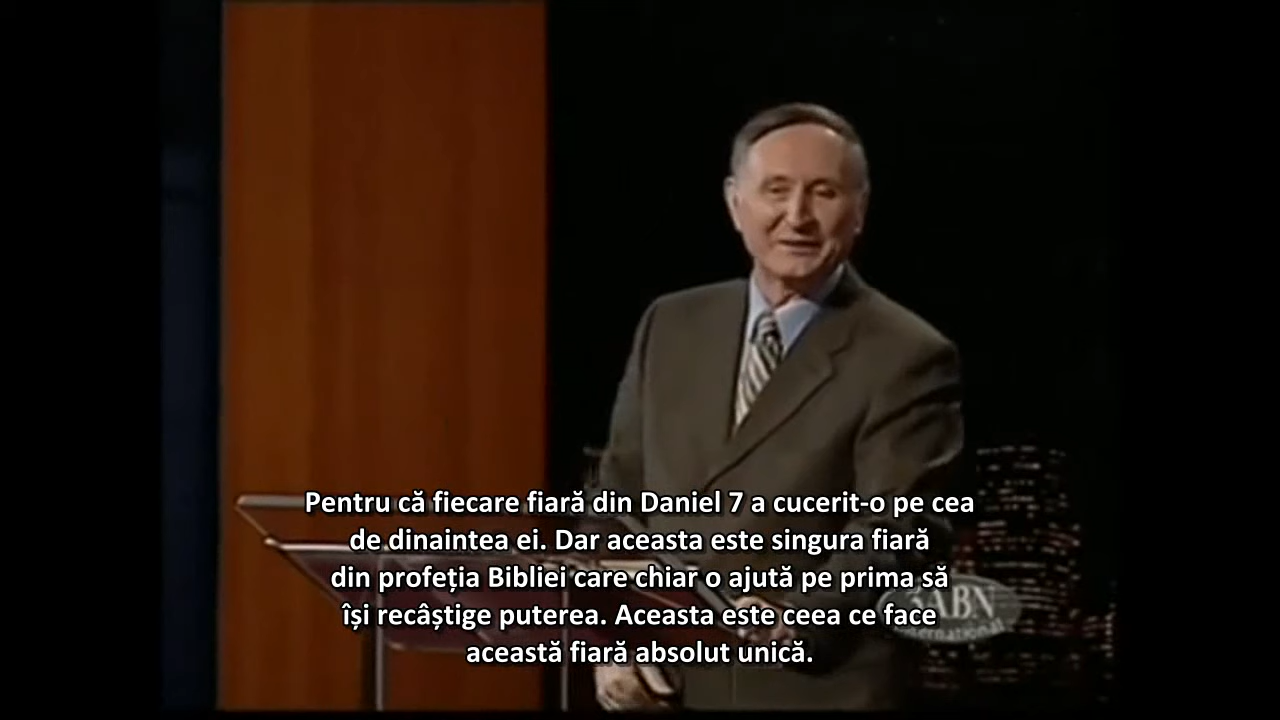 Pentru că fiecare fiară din Daniel 7 a cucerit-o pe cea
de dinaintea ei. Dar aceasta este singura fiară
din profeția Bibliei care chiar o ajută pe prima să
își recâștige puterea. Aceasta este ceea ce face
această fiară absolut unică.
ABN
International